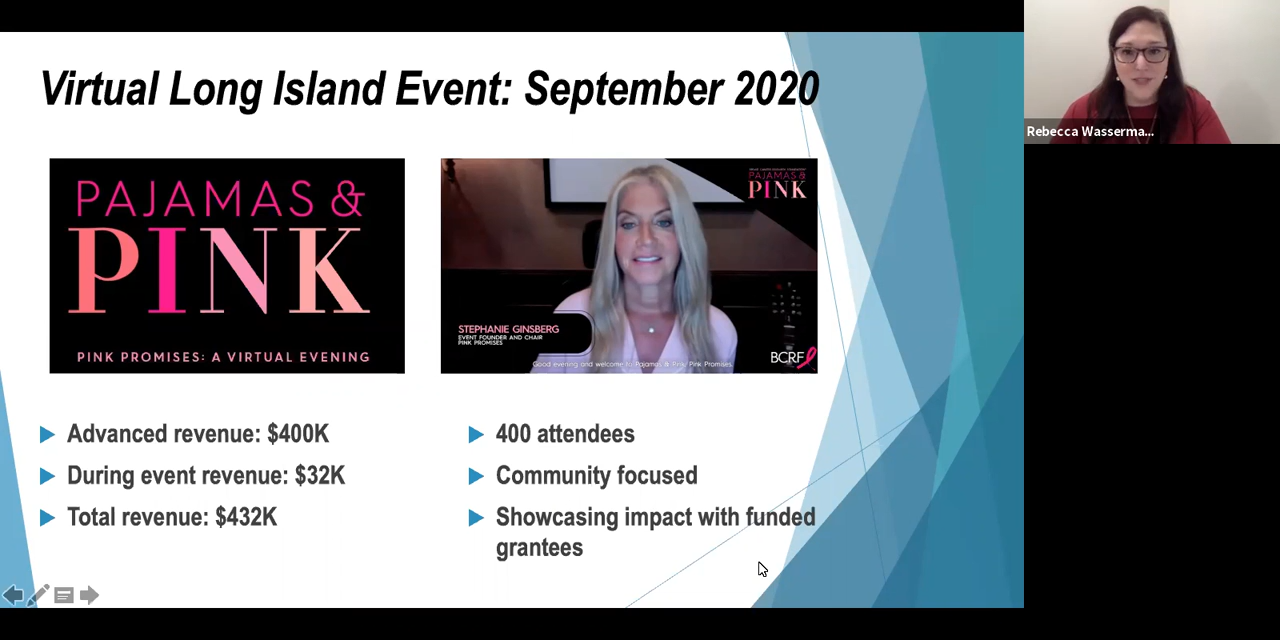 Virtual Long Island Event: September 2020
Rebecca Wasserma...
PAJAMAS &
PINK
PINK PROMISES: A VIRTUAL EVENING
PAJAMAS &
PINK
STEPHANIE GINSBERG
EVENT FOUNDER AND CHAIR
PINK PROMISES
Good evening and welcome to Pajamas & Pink: Pink Promises.
BCRF
Advanced revenue: $400K
During event revenue: $32K
Total revenue: $432K
400 attendees
Community focused
Showcasing impact with funded
grantees